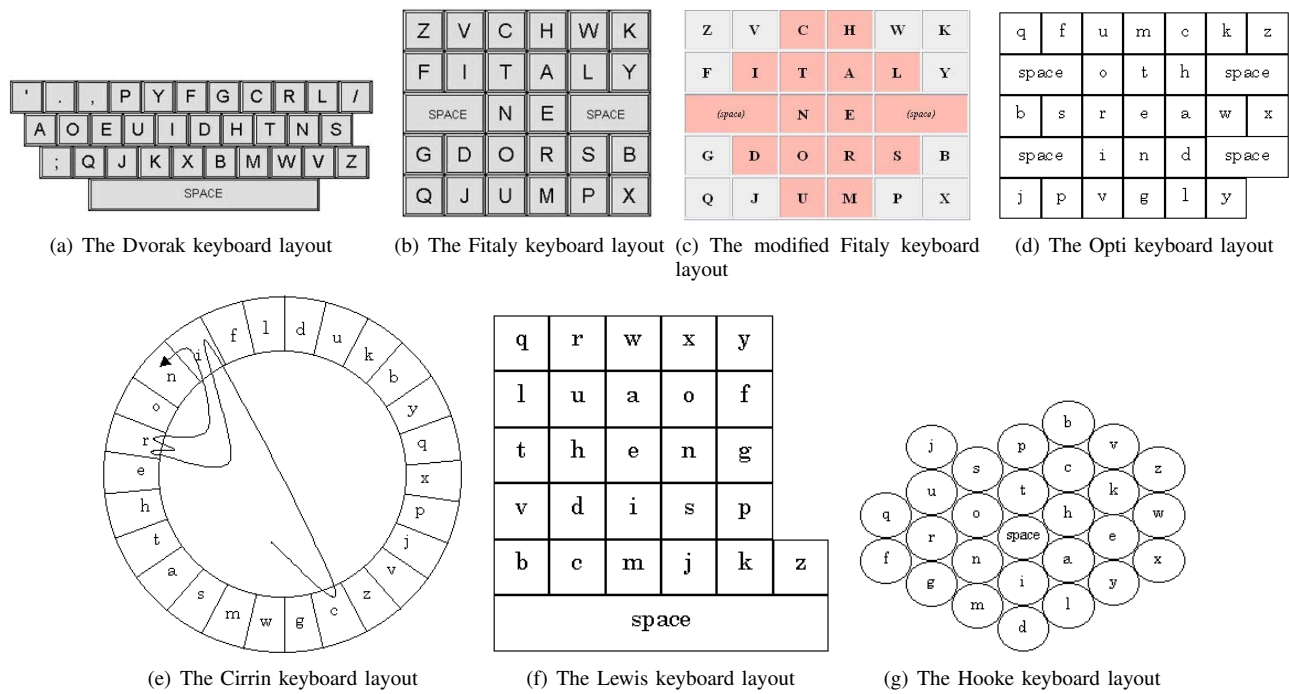 ' . , P Y F G C R L /
A O E U I D H T N S
; Q J K X B M W V Z
SPACE
(a) The Dvorak keyboard layout
Z V C H W K
F I T A L Y
SPACE N E SPACE
G D O R S B
Q J U M P X
(b) The Fitaly keyboard layout
Z V C H W K
F I T A L Y
(space) N E (space)
G D O R S B
Q J U M P X
(c) The modified Fitaly keyboard
layout
q f u m c k z
space o t h space
b s r e a w x
space i n d space
j p v g l y
(d) The Opti keyboard layout
f l d u k b y q x p j v z c g w m s a t h e r o n i
(e) The Cirrin keyboard layout
q r w x y
l u a o f
t h e n g
v d i s p
b c m j k z
space
(f) The Lewis keyboard layout
b
j p v
s c z
u t k
q o h w
r space e
f n a x
g i y
m l
d
(g) The Hooke keyboard layout